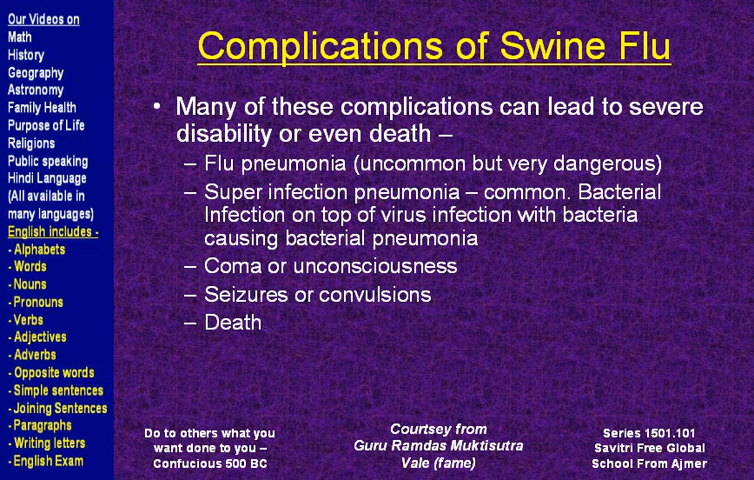 Our Videos on
Math
History
Geography
Astronomy
Family Health
Purpose of Life
Religions
Public speaking
Hindi Language
(All available in
many languages)
English includes -
- Alphabets
- Words
- Nouns
- Pronouns
- Verbs
- Adjectives
- Adverbs
- Opposite words
- Simple sentences
- Joining Sentences
- Paragraphs
- Writing letters
- English Exam
Complications of Swine Flu
• Many of these complications can lead to severe
disability or even death –
– Flu pneumonia (uncommon but very dangerous)
– Super infection pneumonia – common. Bacterial
Infection on top of virus infection with bacteria
causing bacterial pneumonia
– Coma or unconsciousness
– Seizures or convulsions
– Death
Do to others what you
want done to you –
Confucious 500 BC
Courtsey from
Guru Ramdas Muktisutra
Vale (fame)
Series 1501.101
Savitri Free Global
School From Ajmer